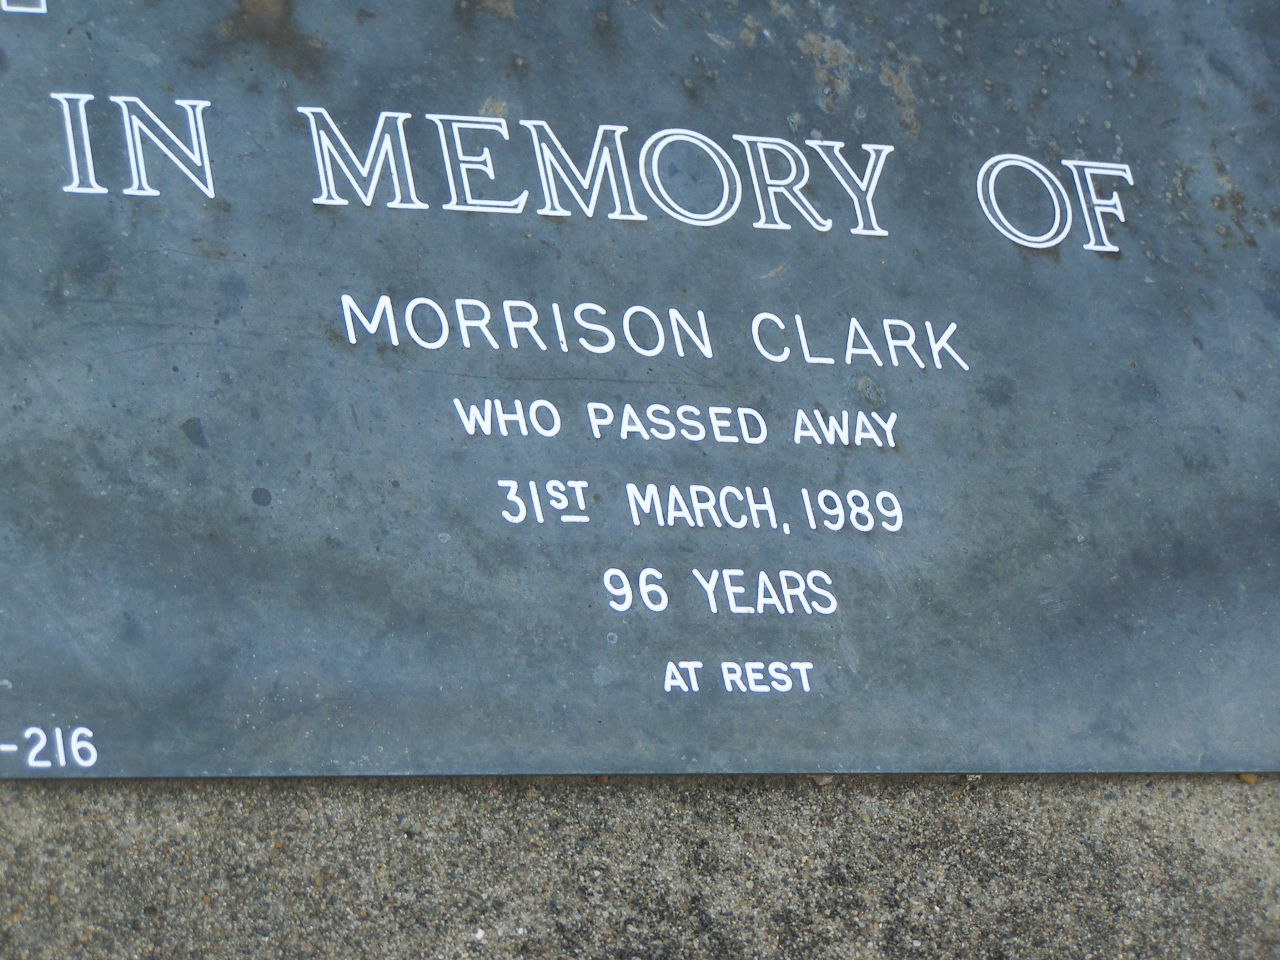 IN MEMORY OF
MORRISON CLARK
WHO PASSED AWAY
31ST MARCH, 1989
96 YEARS
AT REST
-216